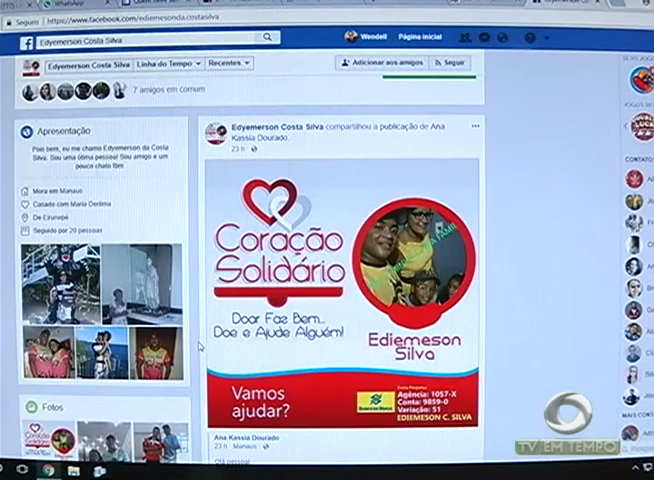 WhatsApp
Seguro
https://www.facebook.com/ediemesonda.costasilva
Edyemerson Costa Silva
Wendell
Página inicial
Edyemerson Costa Silva
Linha do Tempo
Recentes
Adicionar aos amigos
Seguir
7 amigos em comum
Apresentação
Pois bem, eu me chamo Edyemerson da Costa
Silva. Sou uma ótima pessoa! Sou amigo e um
pouco chato tbm
Mora em Manaus
Casado com Maria Derlima
De Eirunepé
Seguido por 20 pessoas
Fotos
Edyemerson Costa Silva compartilhou a publicação de Ana
Kassia Dourado.
23 h
Coração
Solidário
Doar Faz Bem...
Doe e Ajude Alguém!
Ediemeson
Silva
Vamos
ajudar?
Agência: 1057-X
Conta: 9859-0
Variação: 51
EDIEMESON C. SILVA
Ana Kassia Dourado
23 h · Manaus
Olá pessoal
CONTATO
TV EM TEMPO